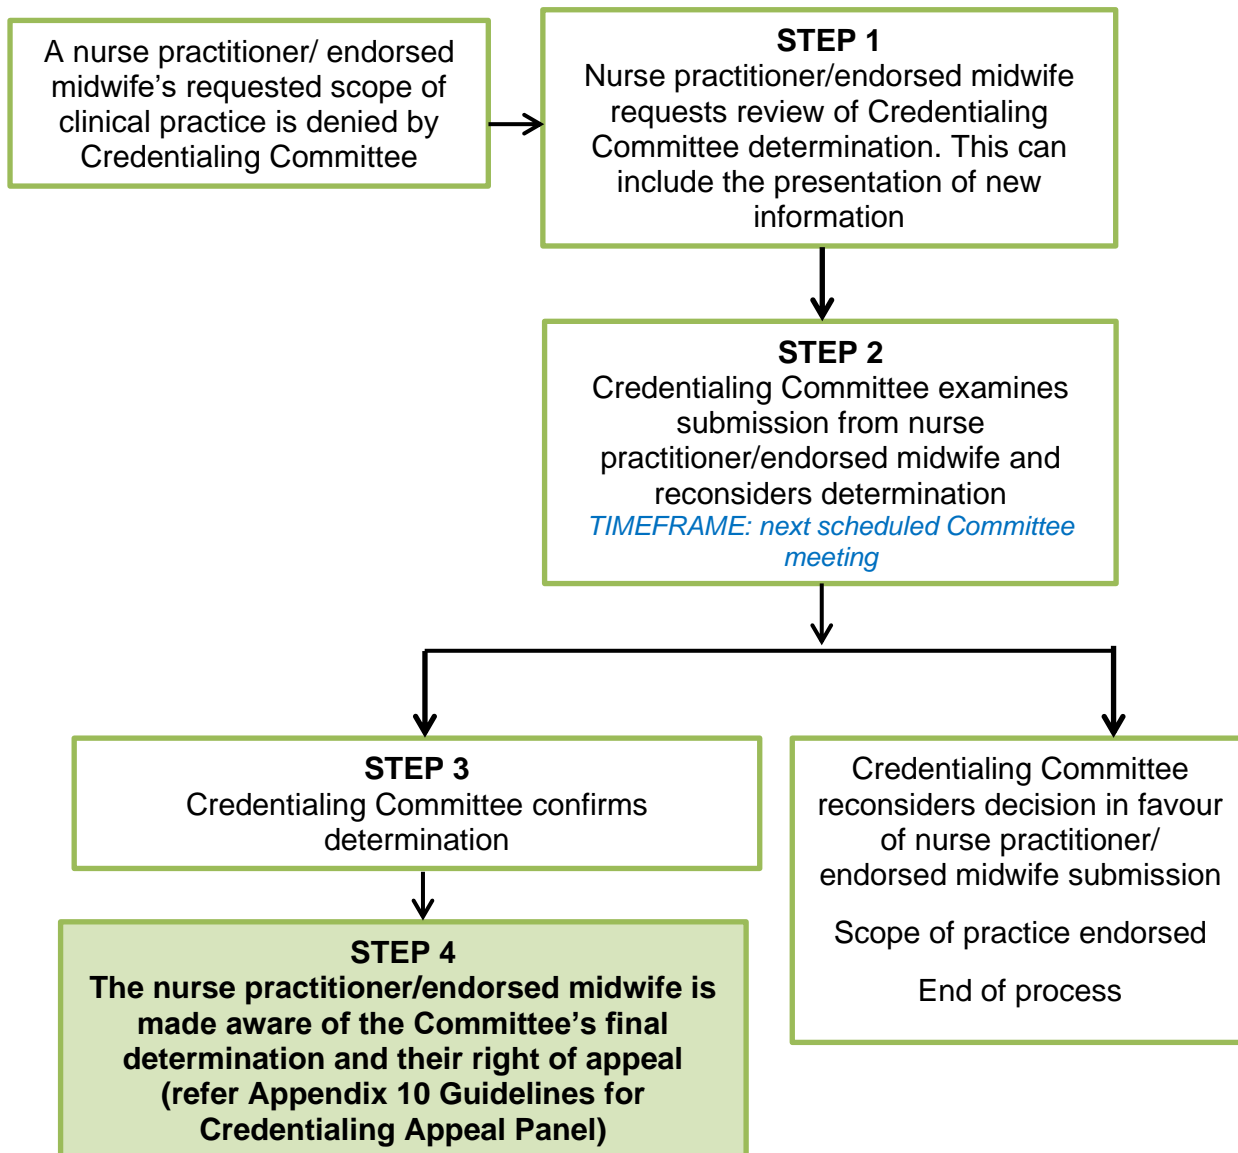 A nurse practitioner/ endorsed
midwife’s requested scope of
clinical practice is denied by
Credentialing Committee
STEP 1
Nurse practitioner/endorsed midwife
requests review of Credentialing
Committee determination. This can
include the presentation of new
information
STEP 2
Credentialing Committee examines
submission from nurse
practitioner/endorsed midwife and
reconsiders determination
TIMEFRAME: next scheduled Committee
meeting
STEP 3
Credentialing Committee confirms
determination
Credentialing Committee
reconsiders decision in favour
of nurse practitioner/
endorsed midwife submission
Scope of practice endorsed
End of process
STEP 4
The nurse practitioner/endorsed midwife is
made aware of the Committee’s final
determination and their right of appeal
(refer Appendix 10 Guidelines for
Credentialing Appeal Panel)